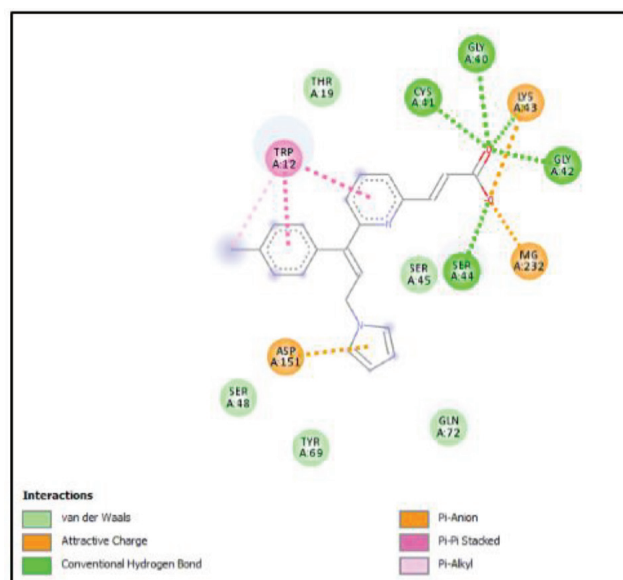 GLY
A:40
THR
A:19
CYS
A:41
LYS
A:43
TRP
A:12
GLY
A:42
N
SER
A:45
SER
A:44
MG
A:232
N
ASP
A:151
SER
A:48
TYR
A:69
GLN
A:72
Interactions
van der Waals
Attractive Charge
Conventional Hydrogen Bond
Pi-Anion
Pi-Pi Stacked
Pi-Alkyl